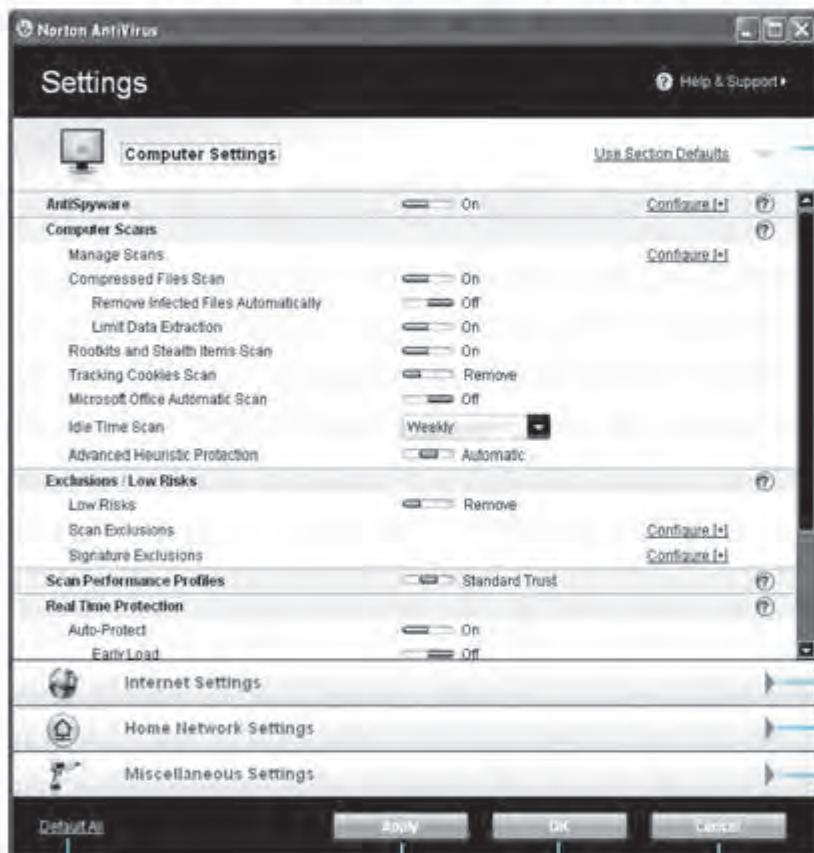 Norton AntiVirus
Settings
Help & Support
Computer Settings
Use Section Defaults
AntiSpyware On Configure [+]
Computer Scans
Manage Scans Configure [+]
Compressed Files Scan On
Remove Infected Files Automatically Off
Limit Data Extraction On
Rootkits and Stealth Items Scan On
Tracking Cookies Scan Remove
Microsoft Office Automatic Scan Off
Idle Time Scan Weekly
Advanced Heuristic Protection Automatic
Exclusions / Low Risks
Low Risks Remove
Scan Exclusions Configure [+]
Signature Exclusions Configure [+]
Scan Performance Profiles Standard Trust
Real Time Protection
Auto-Protect On
Early Load Off
Internet Settings
Home Network Settings
Miscellaneous Settings
Default All Apply OK Cancel